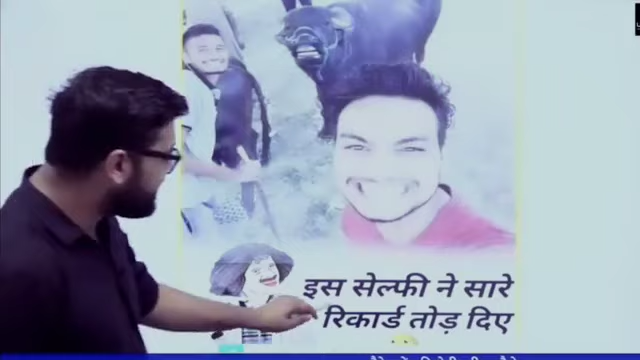 इस सेल्फी ने सारे
रिकार्ड तोड़ दिए